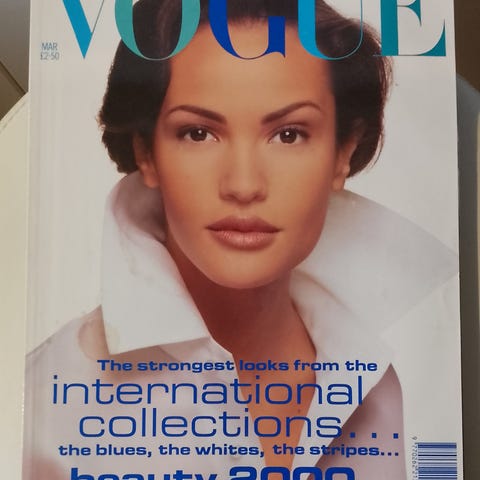 VOGUE
MAR
£2·50
The strongest looks from the
international
collections...
the blues, the whites, the stripes...
beauty 2000